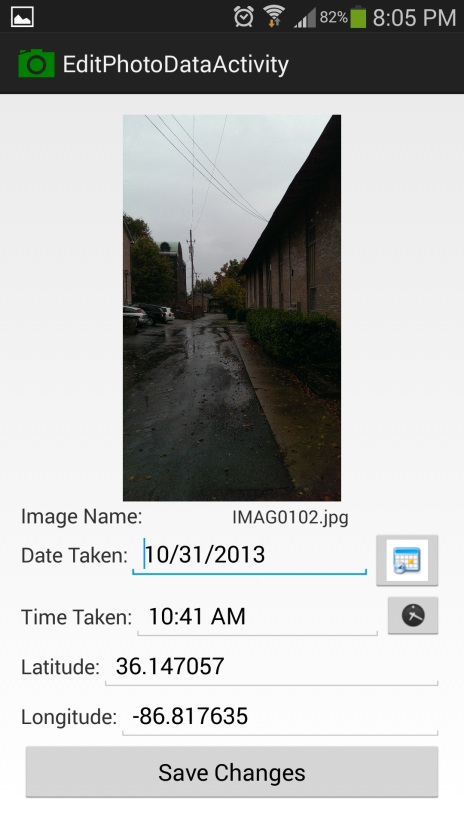 82% 8:05 PM
EditPhotoDataActivity
Image Name: IMAG0102.jpg
Date Taken: 10/31/2013
Time Taken: 10:41 AM
Latitude: 36.147057
Longitude: -86.817635
Save Changes